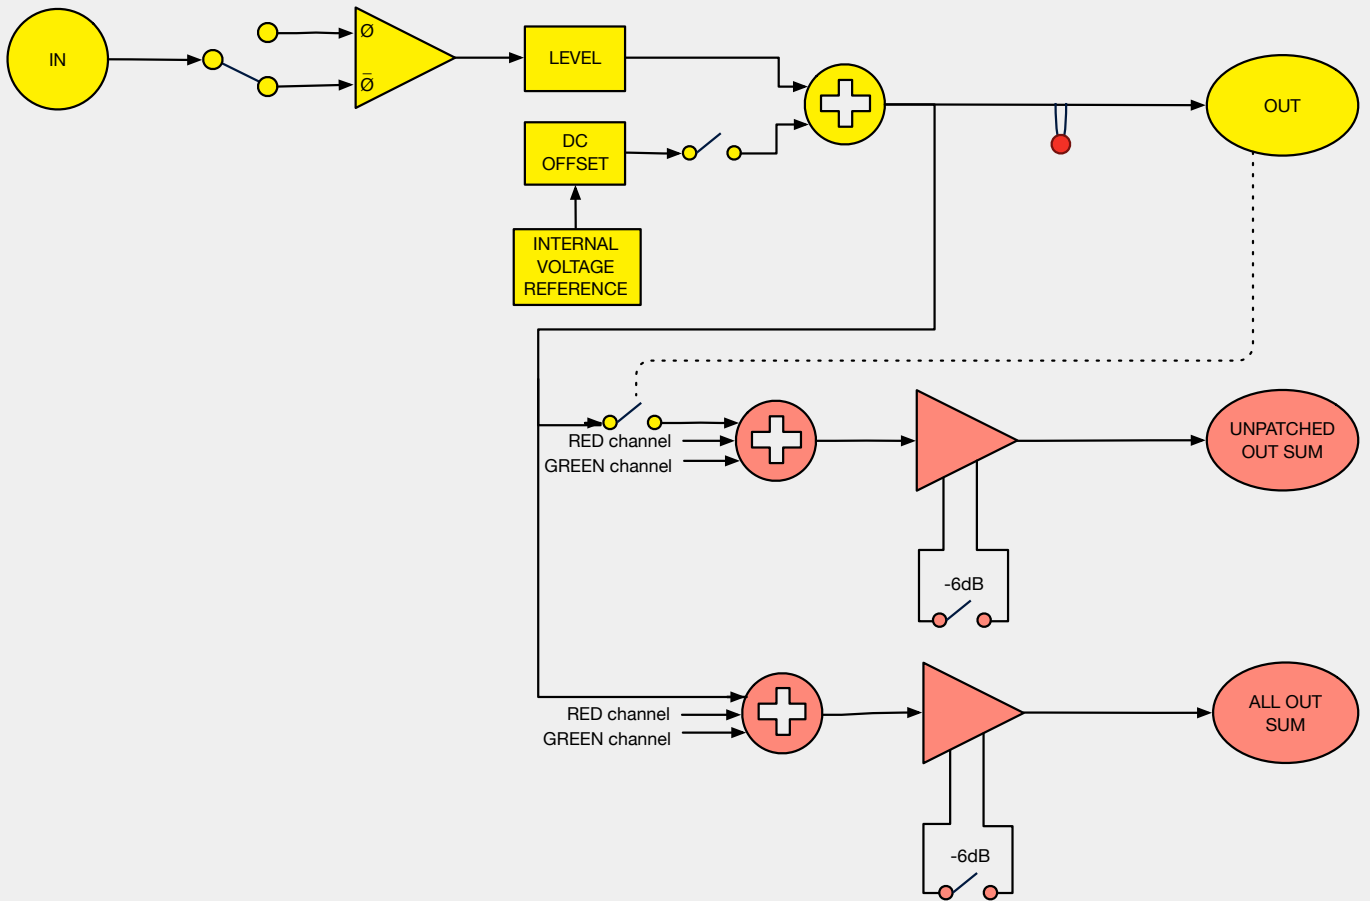 IN
Ø
Ø̅
LEVEL
DC
OFFSET
INTERNAL
VOLTAGE
REFERENCE
OUT
RED channel
GREEN channel
UNPATCHED
OUT SUM
-6dB
RED channel
GREEN channel
ALL OUT
SUM
-6dB